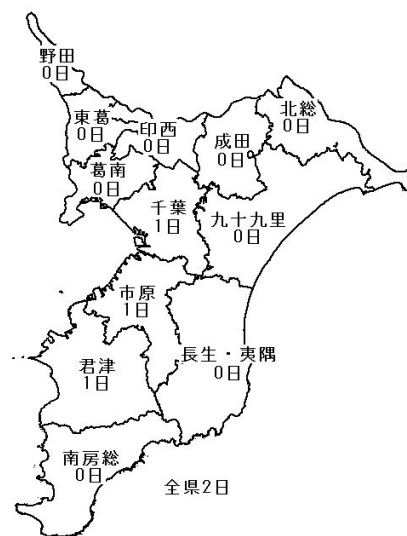 野田
0日
東葛
0日
印西
0日
成田
0日
北総
0日
葛南
0日
千葉
1日
九十九里
0日
市原
1日
長生・夷隅
0日
君津
1日
南房総
0日
全県2日